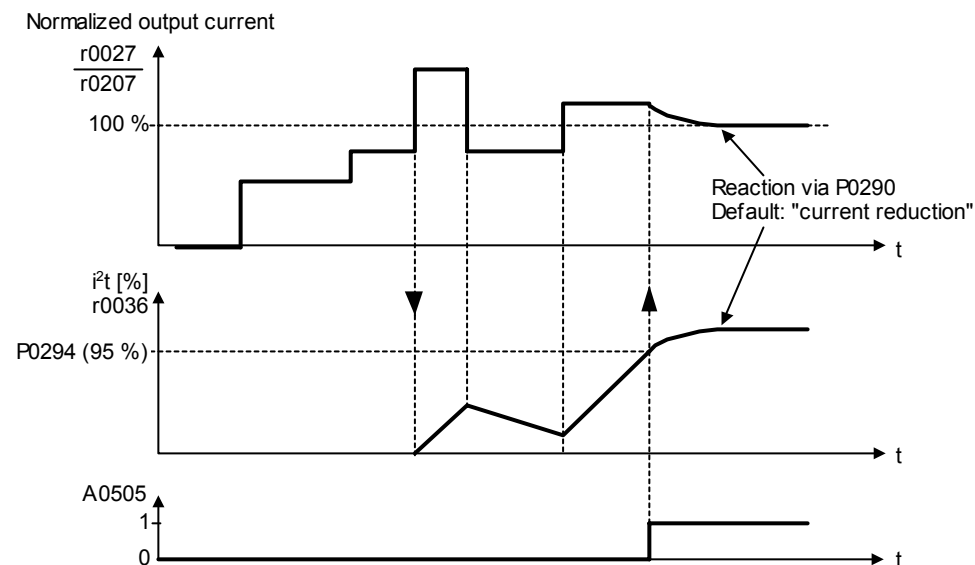 Normalized output current
r0027
r0207
100 %
Reaction via P0290
Default: "current reduction"
t
i²t [%]
r0036
P0294 (95 %)
t
A0505
1
0
t